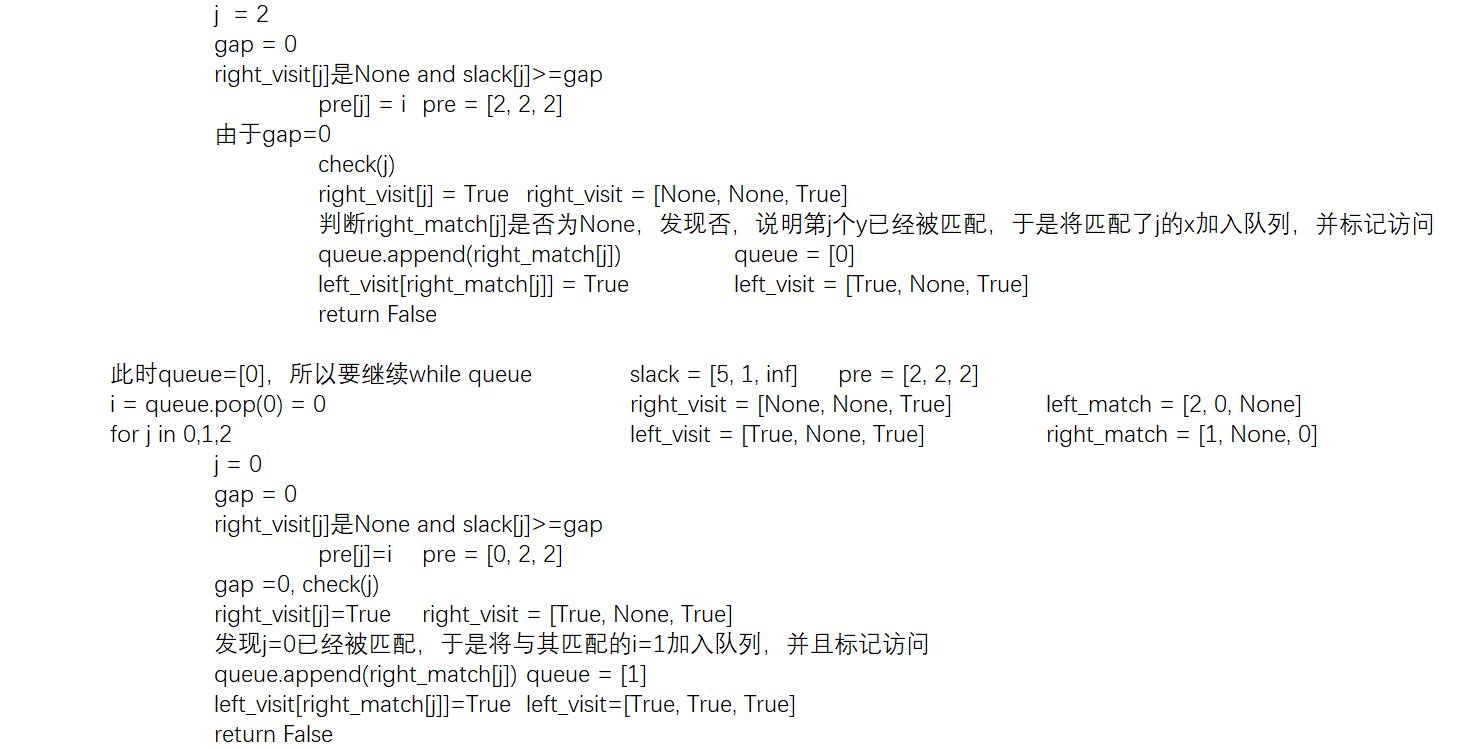 j  = 2
gap = 0
right_visit[j]是None and slack[j]>=gap
pre[j] = i   pre = [2, 2, 2]
由于gap=0
check(j)
right_visit[j] = True   right_visit = [None, None, True]
判断right_match[j]是否为None，发现否，说明第j个y已经被匹配，于是将匹配了j的x加入队列，并标记访问
queue.append(right_match[j])   queue = [0]
left_visit[right_match[j]] = True   left_visit = [True, None, True]
return False
此时queue=[0]，所以要继续while queue   slack = [5, 1, inf]   pre = [2, 2, 2]
i = queue.pop(0) = 0   right_visit = [None, None, True]   left_match = [2, 0, None]
for j in 0,1,2   left_visit = [True, None, True]   right_match = [1, None, 0]
j = 0
gap = 0
right_visit[j]是None and slack[j]>=gap
pre[j]=i   pre = [0, 2, 2]
gap =0, check(j)
right_visit[j]=True   right_visit = [True, None, True]
发现j=0已经被匹配，于是将与其匹配的i=1加入队列，并且标记访问
queue.append(right_match[j]) queue = [1]
left_visit[right_match[j]]=True   left_visit=[True, True, True]
return False